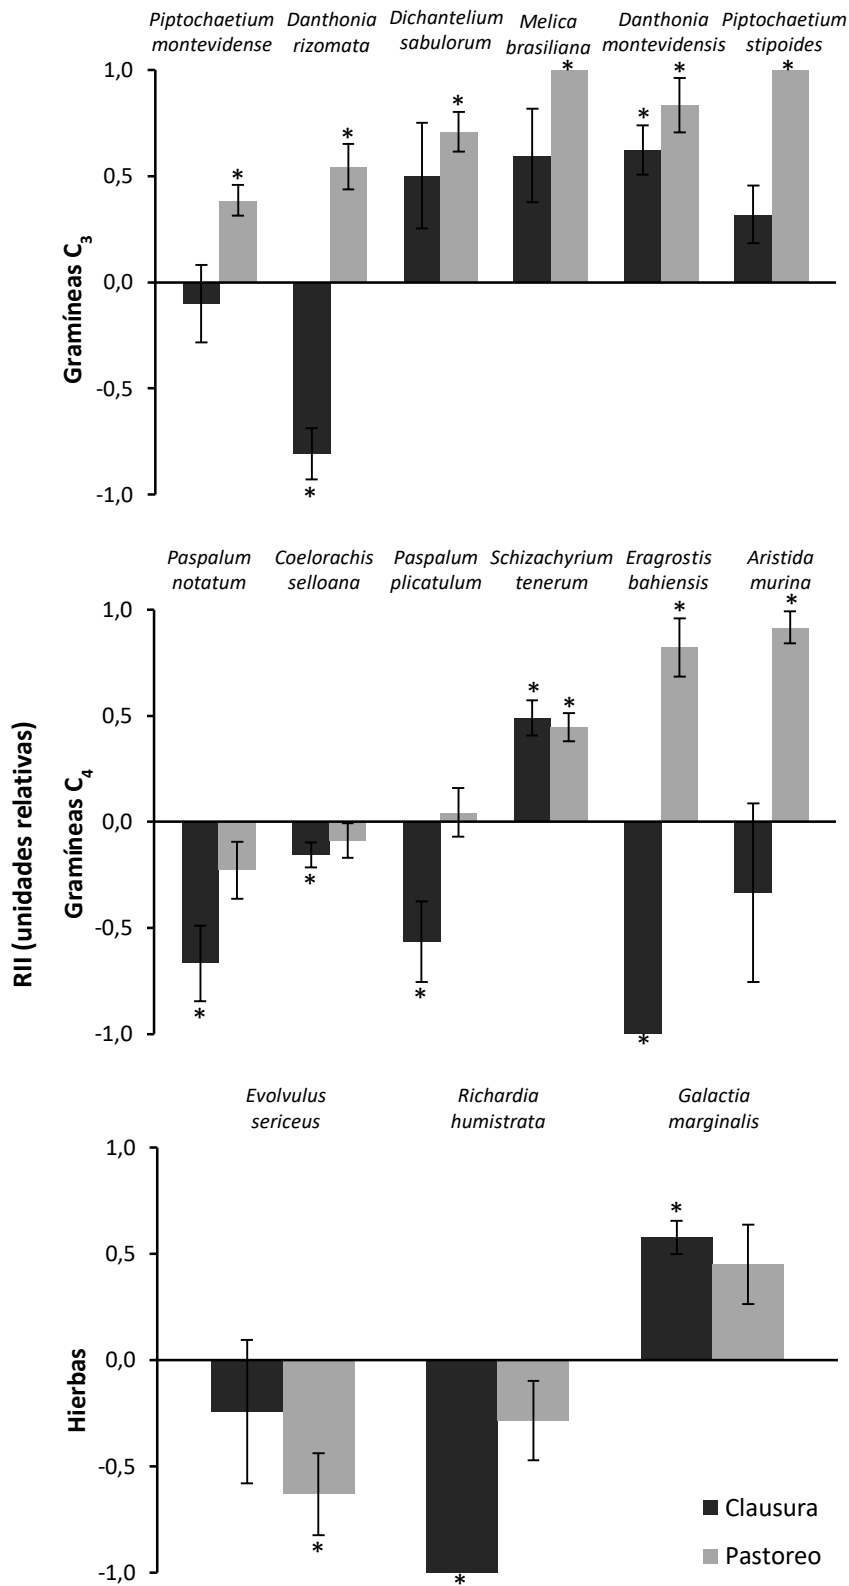 Piptochaetium montevidense
Danthonia rizomata
Dichantelium sabulorum
Melica brasiliana
Danthonia montevidensis
Piptochaetium stipoides
1,0
0,5
0,0
-0,5
-1,0
Gramíneas C3
* * * * * * * *
Paspalum notatum
Coelorachis selloana
Paspalum plicatulum
Schizachyrium tenerum
Eragrostis bahiensis
Aristida murina
1,0
0,5
0,0
-0,5
-1,0
RII (unidades relativas)
Gramíneas C4
* * * * * * * *
Evolvulus sericeus
Richardia humistrata
Galactia marginalis
1,0
0,5
0,0
-0,5
-1,0
Hierbas
* * *
Clausura
Pastoreo